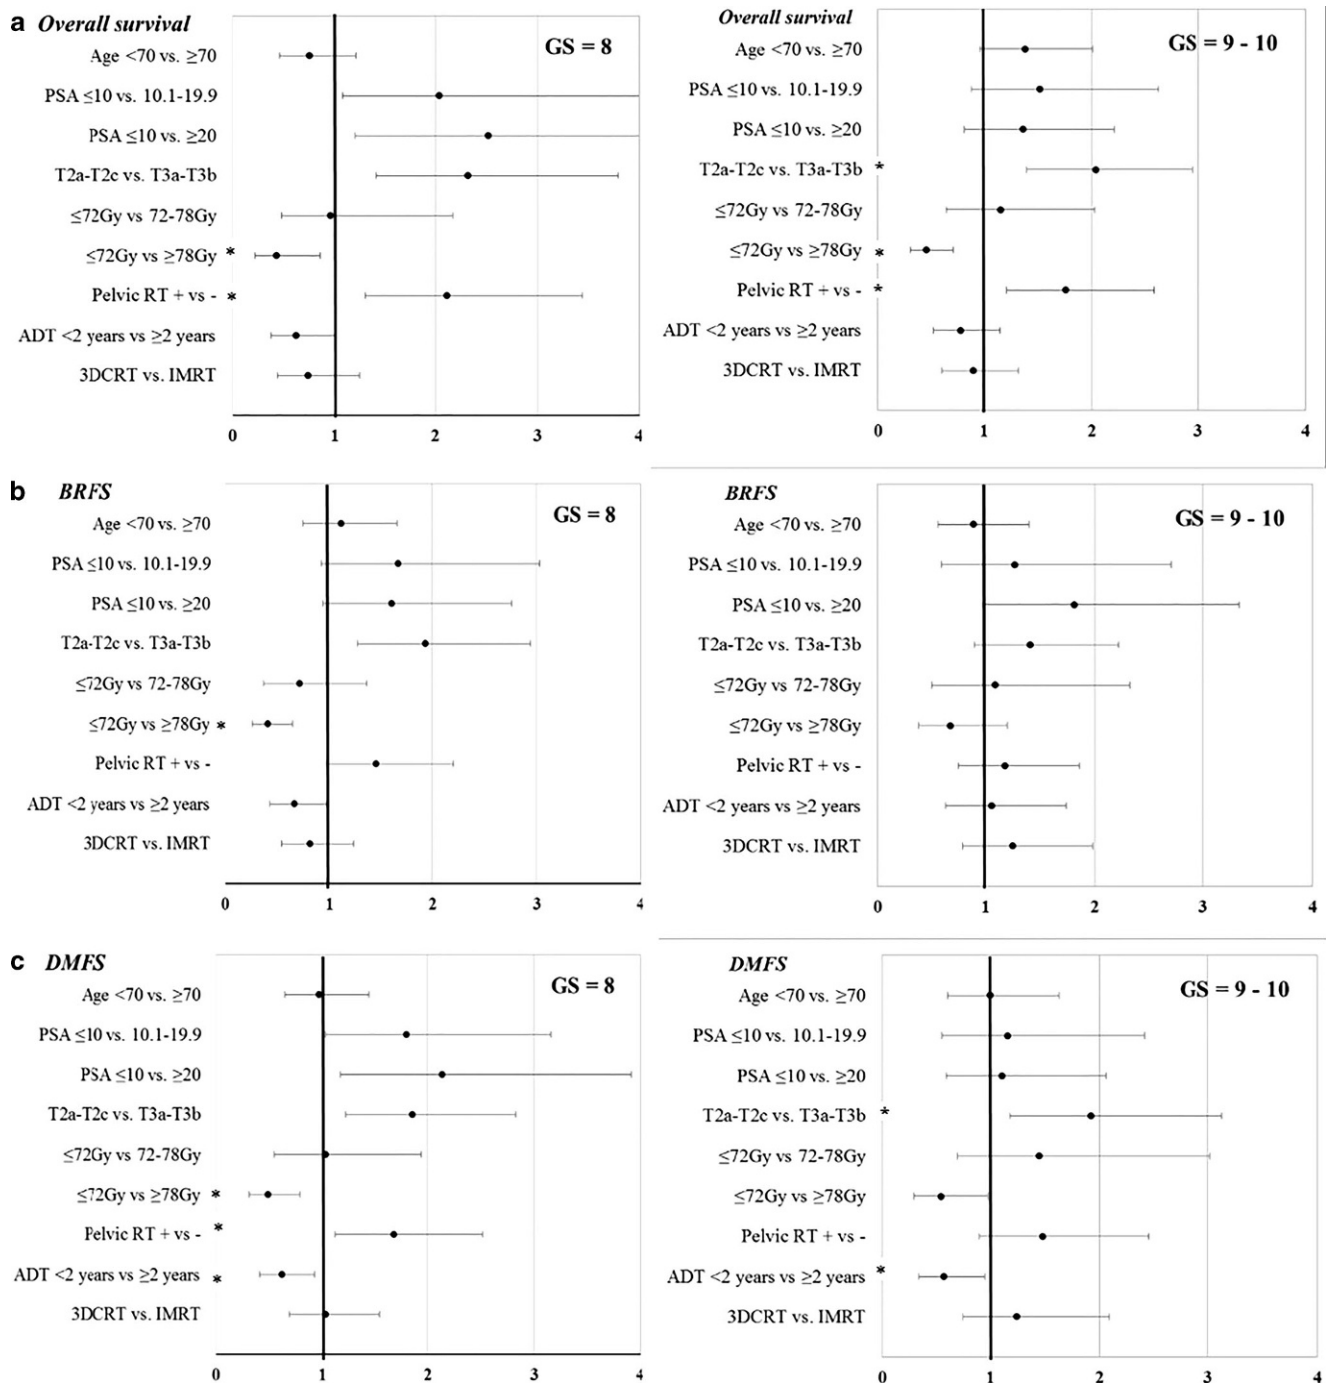 a Overall survival
GS = 8
Age <70 vs. ≥70
PSA ≤10 vs. 10.1-19.9
PSA ≤10 vs. ≥20
T2a-T2c vs. T3a-T3b
≤72Gy vs 72-78Gy
≤72Gy vs ≥78Gy *
Pelvic RT + vs - *
ADT <2 years vs ≥2 years
3DCRT vs. IMRT
0 1 2 3 4
Overall survival
GS = 9 - 10
Age <70 vs. ≥70
PSA ≤10 vs. 10.1-19.9
PSA ≤10 vs. ≥20
T2a-T2c vs. T3a-T3b *
≤72Gy vs 72-78Gy
≤72Gy vs ≥78Gy *
Pelvic RT + vs - *
ADT <2 years vs ≥2 years
3DCRT vs. IMRT
0 1 2 3 4
b BRFS
GS = 8
Age <70 vs. ≥70
PSA ≤10 vs. 10.1-19.9
PSA ≤10 vs. ≥20
T2a-T2c vs. T3a-T3b
≤72Gy vs 72-78Gy
≤72Gy vs ≥78Gy *
Pelvic RT + vs -
ADT <2 years vs ≥2 years
3DCRT vs. IMRT
0 1 2 3 4
BRFS
GS = 9 - 10
Age <70 vs. ≥70
PSA ≤10 vs. 10.1-19.9
PSA ≤10 vs. ≥20
T2a-T2c vs. T3a-T3b
≤72Gy vs 72-78Gy
≤72Gy vs ≥78Gy
Pelvic RT + vs -
ADT <2 years vs ≥2 years
3DCRT vs. IMRT
0 1 2 3 4
c DMFS
GS = 8
Age <70 vs. ≥70
PSA ≤10 vs. 10.1-19.9
PSA ≤10 vs. ≥20
T2a-T2c vs. T3a-T3b
≤72Gy vs 72-78Gy
≤72Gy vs ≥78Gy *
Pelvic RT + vs - *
ADT <2 years vs ≥2 years *
3DCRT vs. IMRT
0 1 2 3 4
DMFS
GS = 9 - 10
Age <70 vs. ≥70
PSA ≤10 vs. 10.1-19.9
PSA ≤10 vs. ≥20
T2a-T2c vs. T3a-T3b *
≤72Gy vs 72-78Gy
≤72Gy vs ≥78Gy
Pelvic RT + vs -
ADT <2 years vs ≥2 years *
3DCRT vs. IMRT
0 1 2 3 4